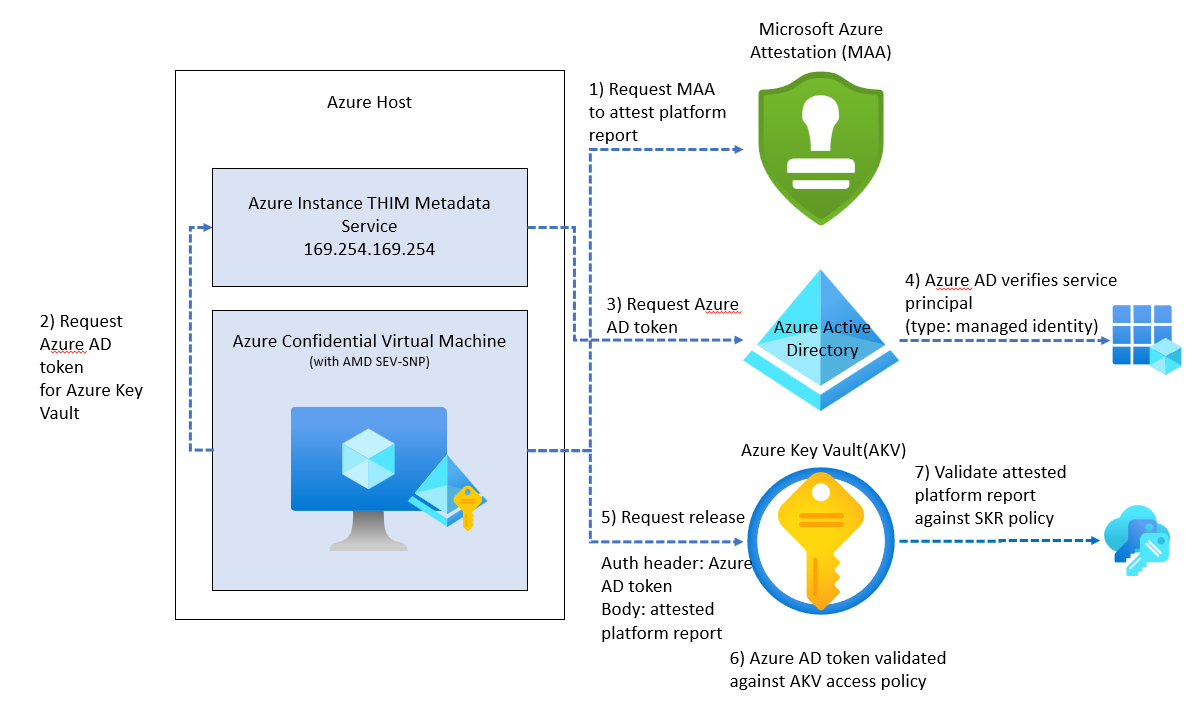 Microsoft Azure
Attestation (MAA)
Azure Host
1) Request MAA
to attest platform
report
Azure Instance THIM Metadata
Service
169.254.169.254
2) Request
Azure AD
token
for Azure Key
Vault
Azure Confidential Virtual Machine
(with AMD SEV-SNP)
3) Request Azure
AD token
Azure Active
Directory
4) Azure AD verifies service
principal
(type: managed identity)
Azure Key Vault(AKV)
5) Request release
Auth header: Azure
AD token
Body: attested
platform report
7) Validate attested
platform report
against SKR policy
6) Azure AD token validated
against AKV access policy